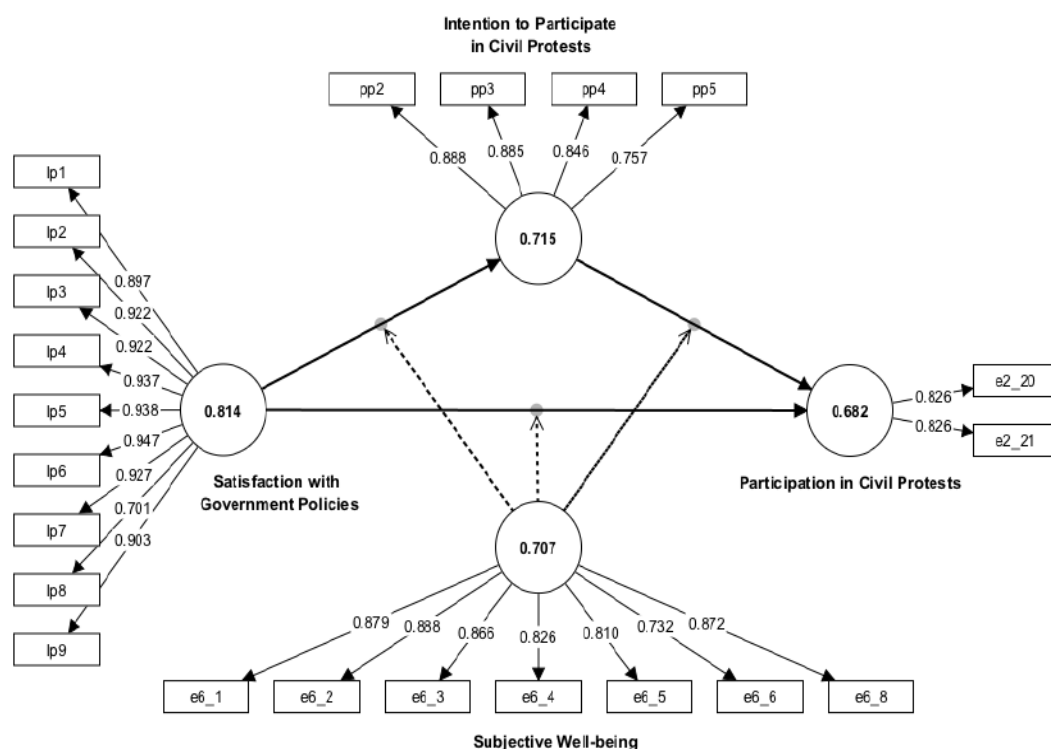 Intention to Participate
in Civil Protests
pp2
pp3
pp4
pp5
0.888
0.885
0.846
0.757
lp1
lp2
lp3
lp4
lp5
lp6
lp7
lp8
lp9
0.897
0.922
0.922
0.937
0.938
0.947
0.927
0.701
0.903
0.715
0.814
Satisfaction with
Government Policies
0.682
Participation in Civil Protests
0.826
0.826
e2_20
e2_21
0.707
0.879
0.888
0.866
0.826
0.810
0.732
0.872
e6_1
e6_2
e6_3
e6_4
e6_5
e6_6
e6_8
Subjective Well-being